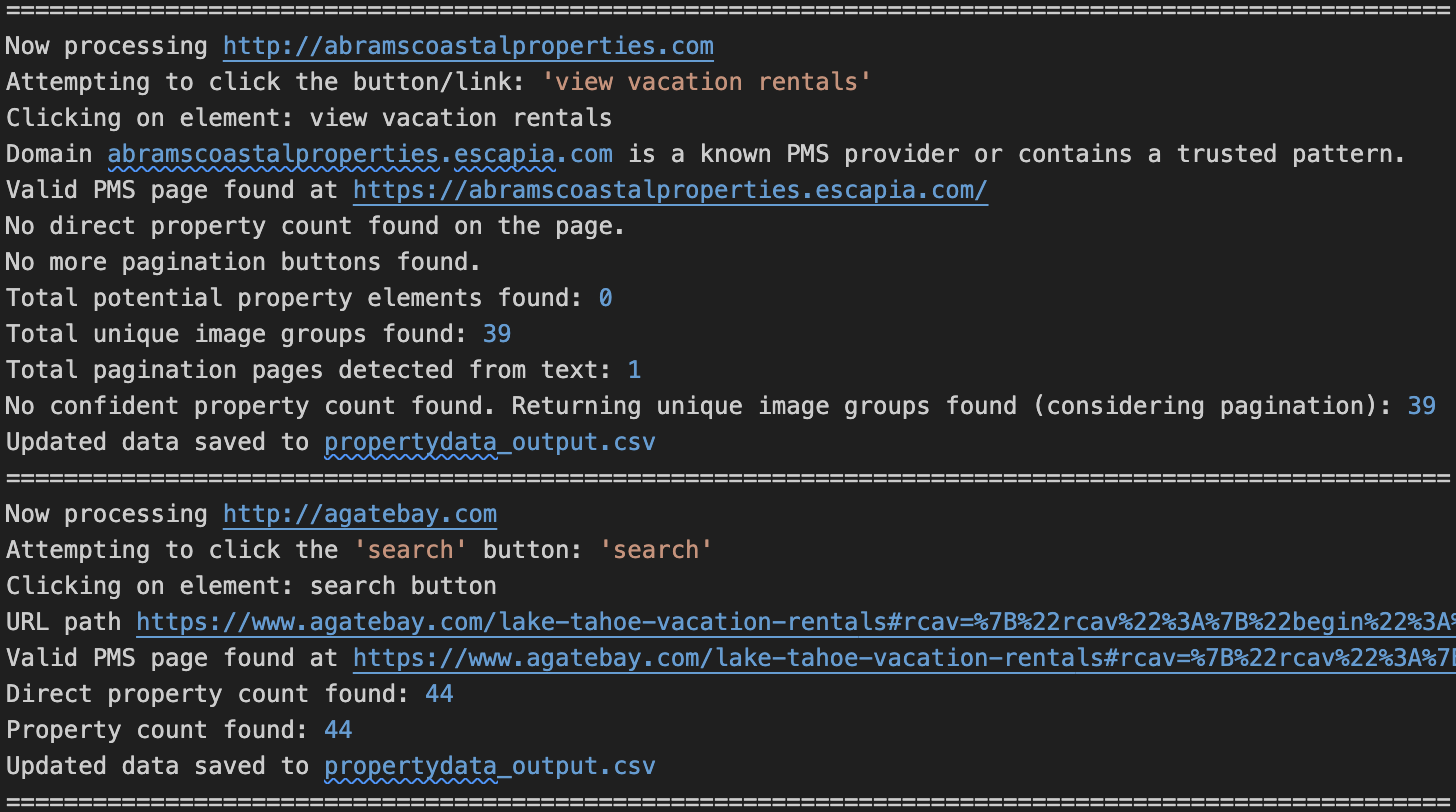 ====================================================================================================
Now processing http://abramscoastalproperties.com
Attempting to click the button/link: 'view vacation rentals'
Clicking on element: view vacation rentals
Domain abramscoastalproperties.escapia.com is a known PMS provider or contains a trusted pattern.
Valid PMS page found at https://abramscoastalproperties.escapia.com/
No direct property count found on the page.
No more pagination buttons found.
Total potential property elements found: 0
Total unique image groups found: 39
Total pagination pages detected from text: 1
No confident property count found. Returning unique image groups found (considering pagination): 39
Updated data saved to propertydata_output.csv
====================================================================================================
Now processing http://agatebay.com
Attempting to click the 'search' button: 'search'
Clicking on element: search button
URL path https://www.agatebay.com/lake-tahoe-vacation-rentals#rcav=%7B%22rcav%22%3A%7B%22begin%22%3A%
Valid PMS page found at https://www.agatebay.com/lake-tahoe-vacation-rentals#rcav=%7B%22rcav%22%3A%7B
Direct property count found: 44
Property count found: 44
Updated data saved to propertydata_output.csv
====================================================================================================